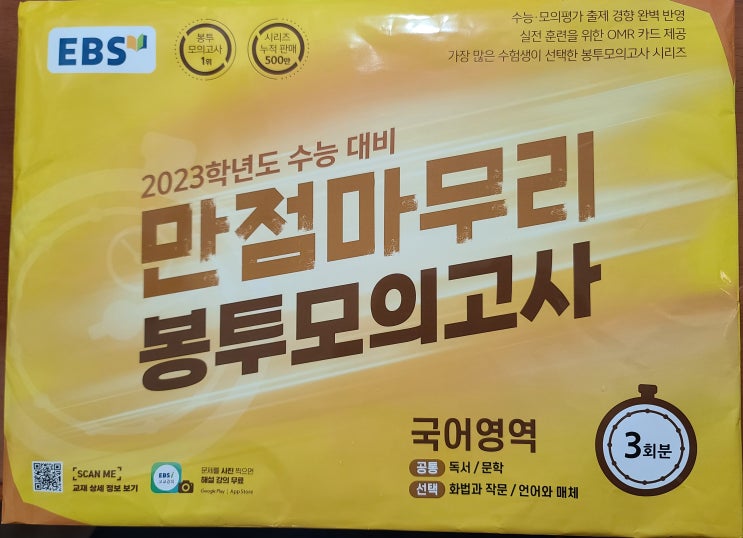 EBS
봉투
모의고사
1위
시리즈
누적 판매
500만
수능·모의평가 출제 경향 완벽 반영
실전 훈련을 위한 OMR 카드 제공
가장 많은 수험생이 선택한 봉투모의고사 시리즈
2023학년도 수능 대비
만점마무리
봉투모의고사
국어영역
공통 독서 / 문학
선택 화법과 작문 / 언어와 매체
3회분
SCAN ME
교재 상세 정보 보기
EBS/
문제를 사진 찍으면
해설 강의 무료
Google Play | App Store